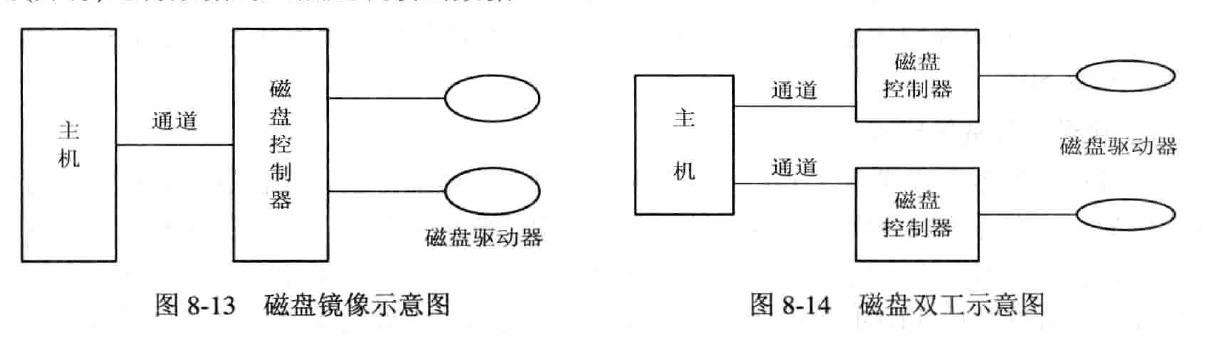 主机
通道
磁盘控制器
磁盘驱动器
图 8-13 磁盘镜像示意图
主机
通道
磁盘
控制器
磁盘驱动器
通道
磁盘
控制器
图 8-14 磁盘双工示意图